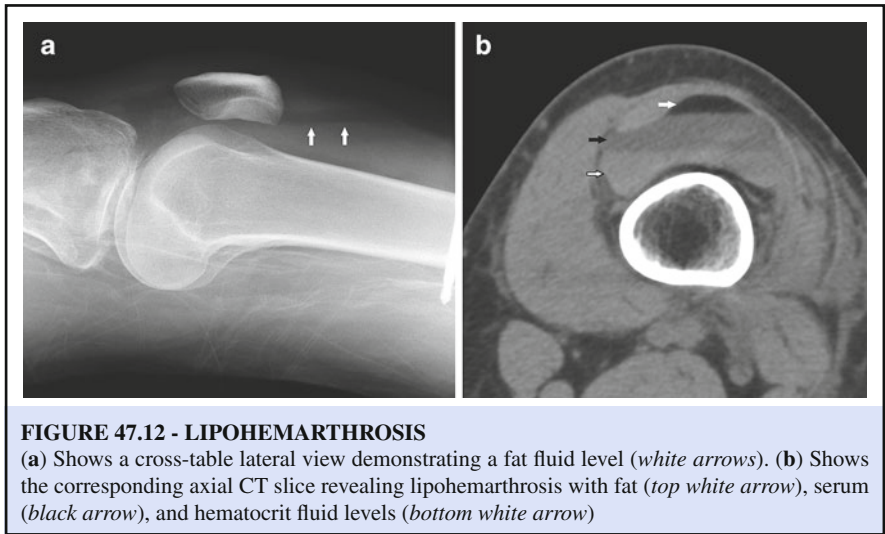 a
b
FIGURE 47.12 - LIPOHEMARTHROSIS
(a) Shows a cross-table lateral view demonstrating a fat fluid level (white arrows). (b) Shows
the corresponding axial CT slice revealing lipohemarthrosis with fat (top white arrow), serum
(black arrow), and hematocrit fluid levels (bottom white arrow)